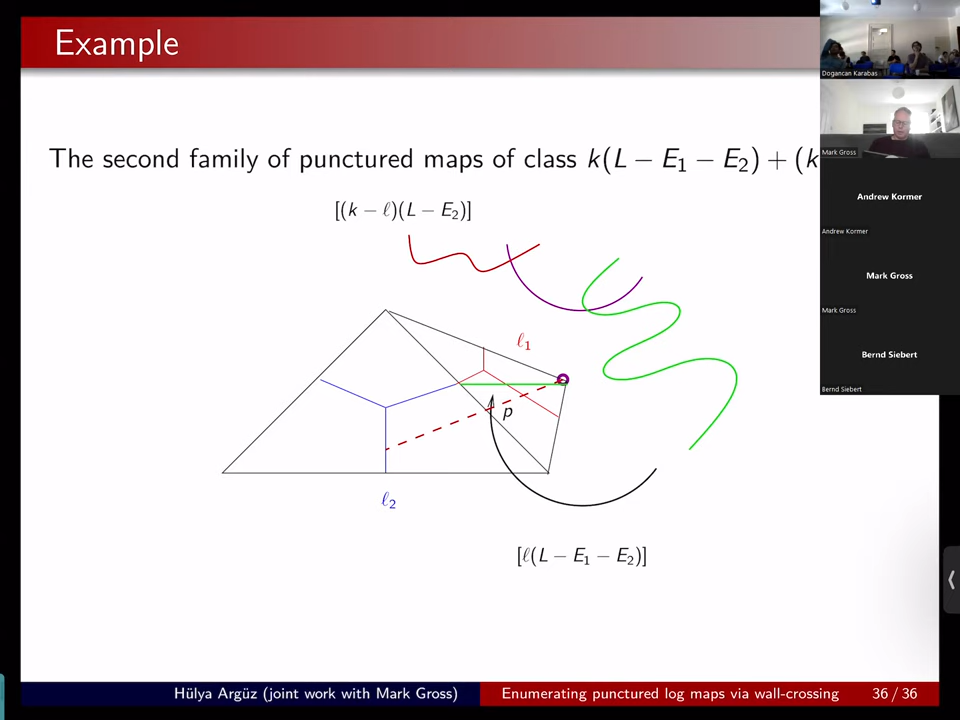 Example
Dogancan Karabas
The second family of punctured maps of class k(L − E₁ − E₂) + (k
Mark Gross
[(k − ℓ)(L − E₂)]
Andrew Kormer
Andrew Kormer
Mark Gross
Mark Gross
ℓ₁
Bernd Siebert
Bernd Siebert
p
ℓ₂
[ℓ(L − E₁ − E₂)]
Hülya Argüz (joint work with Mark Gross)
Enumerating punctured log maps via wall-crossing
36 / 36